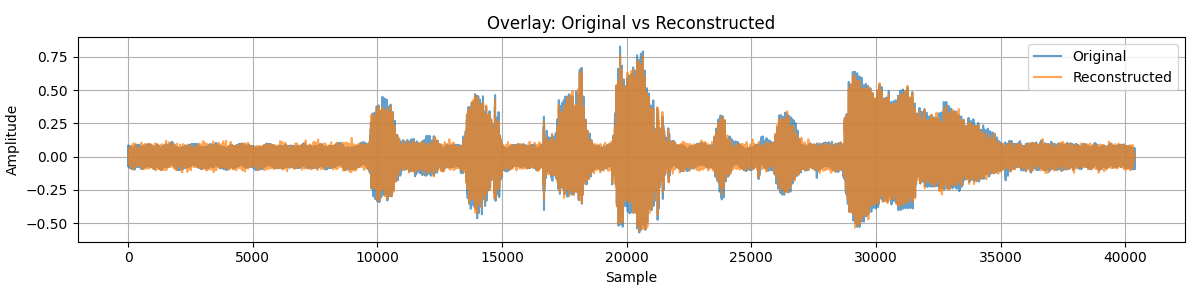 Overlay: Original vs Reconstructed
Original
Reconstructed
Amplitude
0.75
0.50
0.25
0.00
−0.25
−0.50
0 5000 10000 15000 20000 25000 30000 35000 40000
Sample